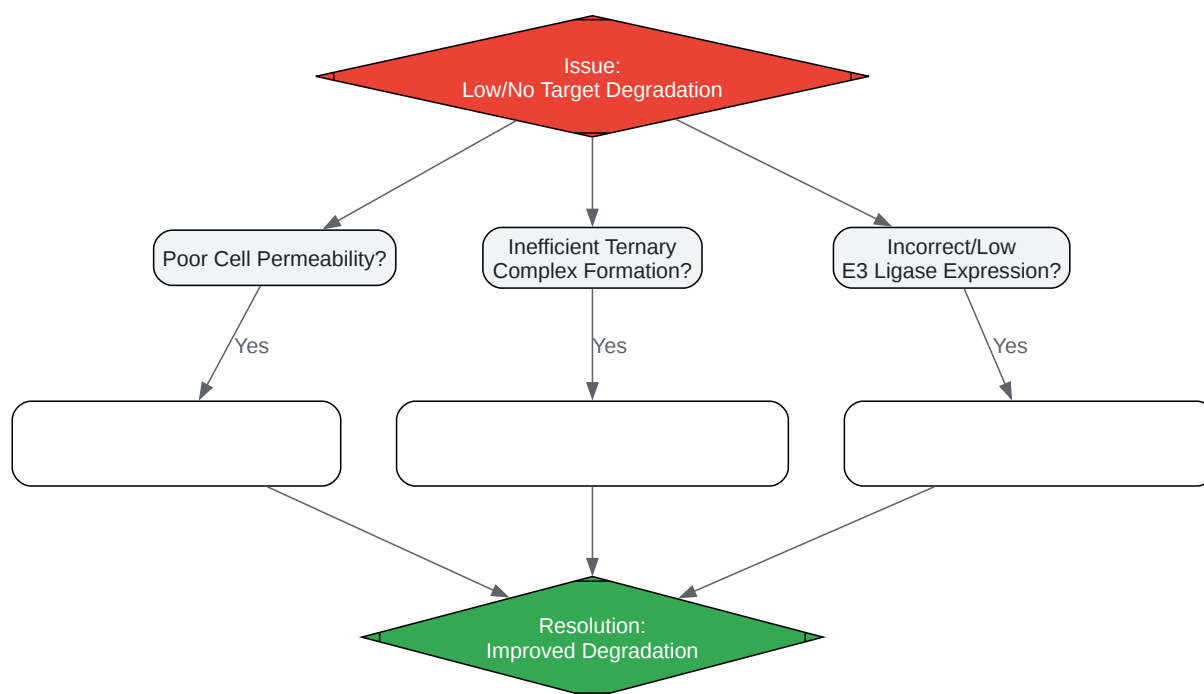 Issue:
Low/No Target Degradation
Poor Cell Permeability?
Inefficient Ternary
Complex Formation?
Incorrect/Low
E3 Ligase Expression?
Yes
Yes
Yes
Resolution:
Improved Degradation